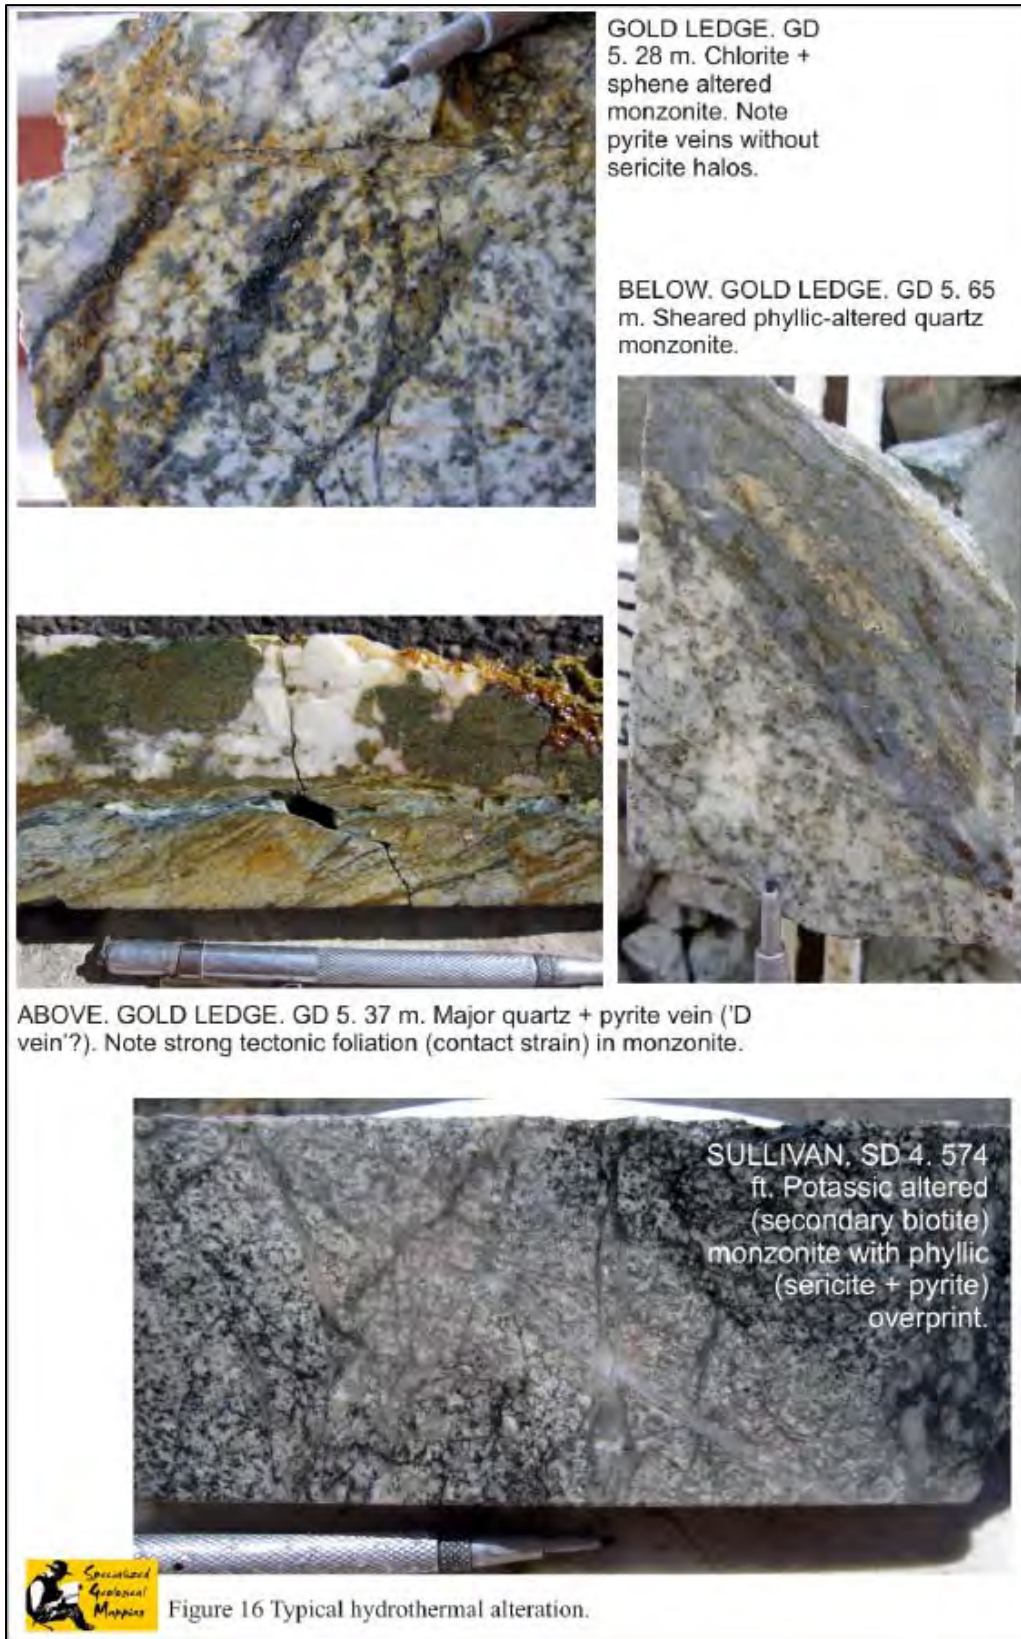 GOLD LEDGE. GD
5. 28 m. Chlorite +
sphene altered
monzonite. Note
pyrite veins without
sericite halos.
BELOW. GOLD LEDGE. GD 5. 65
m. Sheared phyllic-altered quartz
monzonite.
ABOVE. GOLD LEDGE. GD 5. 37 m. Major quartz + pyrite vein ('D
vein'?). Note strong tectonic foliation (contact strain) in monzonite.
SULLIVAN. SD 4. 574
ft. Potassic altered
(secondary biotite)
monzonite with phyllic
(sericite + pyrite)
overprint.
Specialized
Geological
Mapping
Figure 16 Typical hydrothermal alteration.